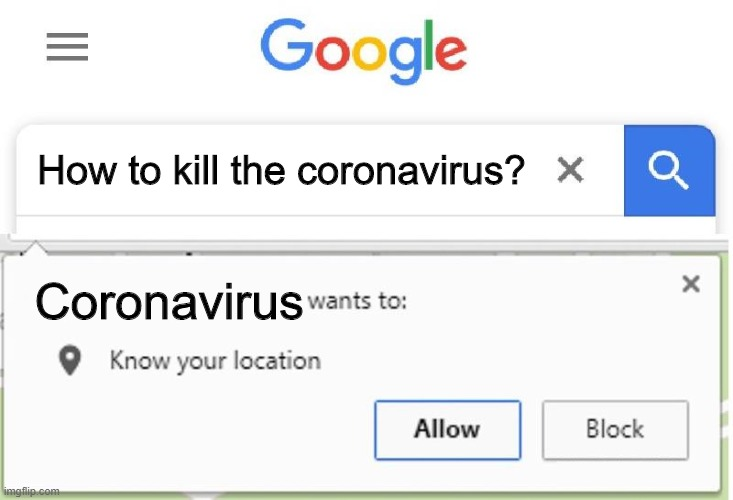 Google
How to kill the coronavirus?
Coronavirus wants to:
Know your location
Allow Block
imgflip.com